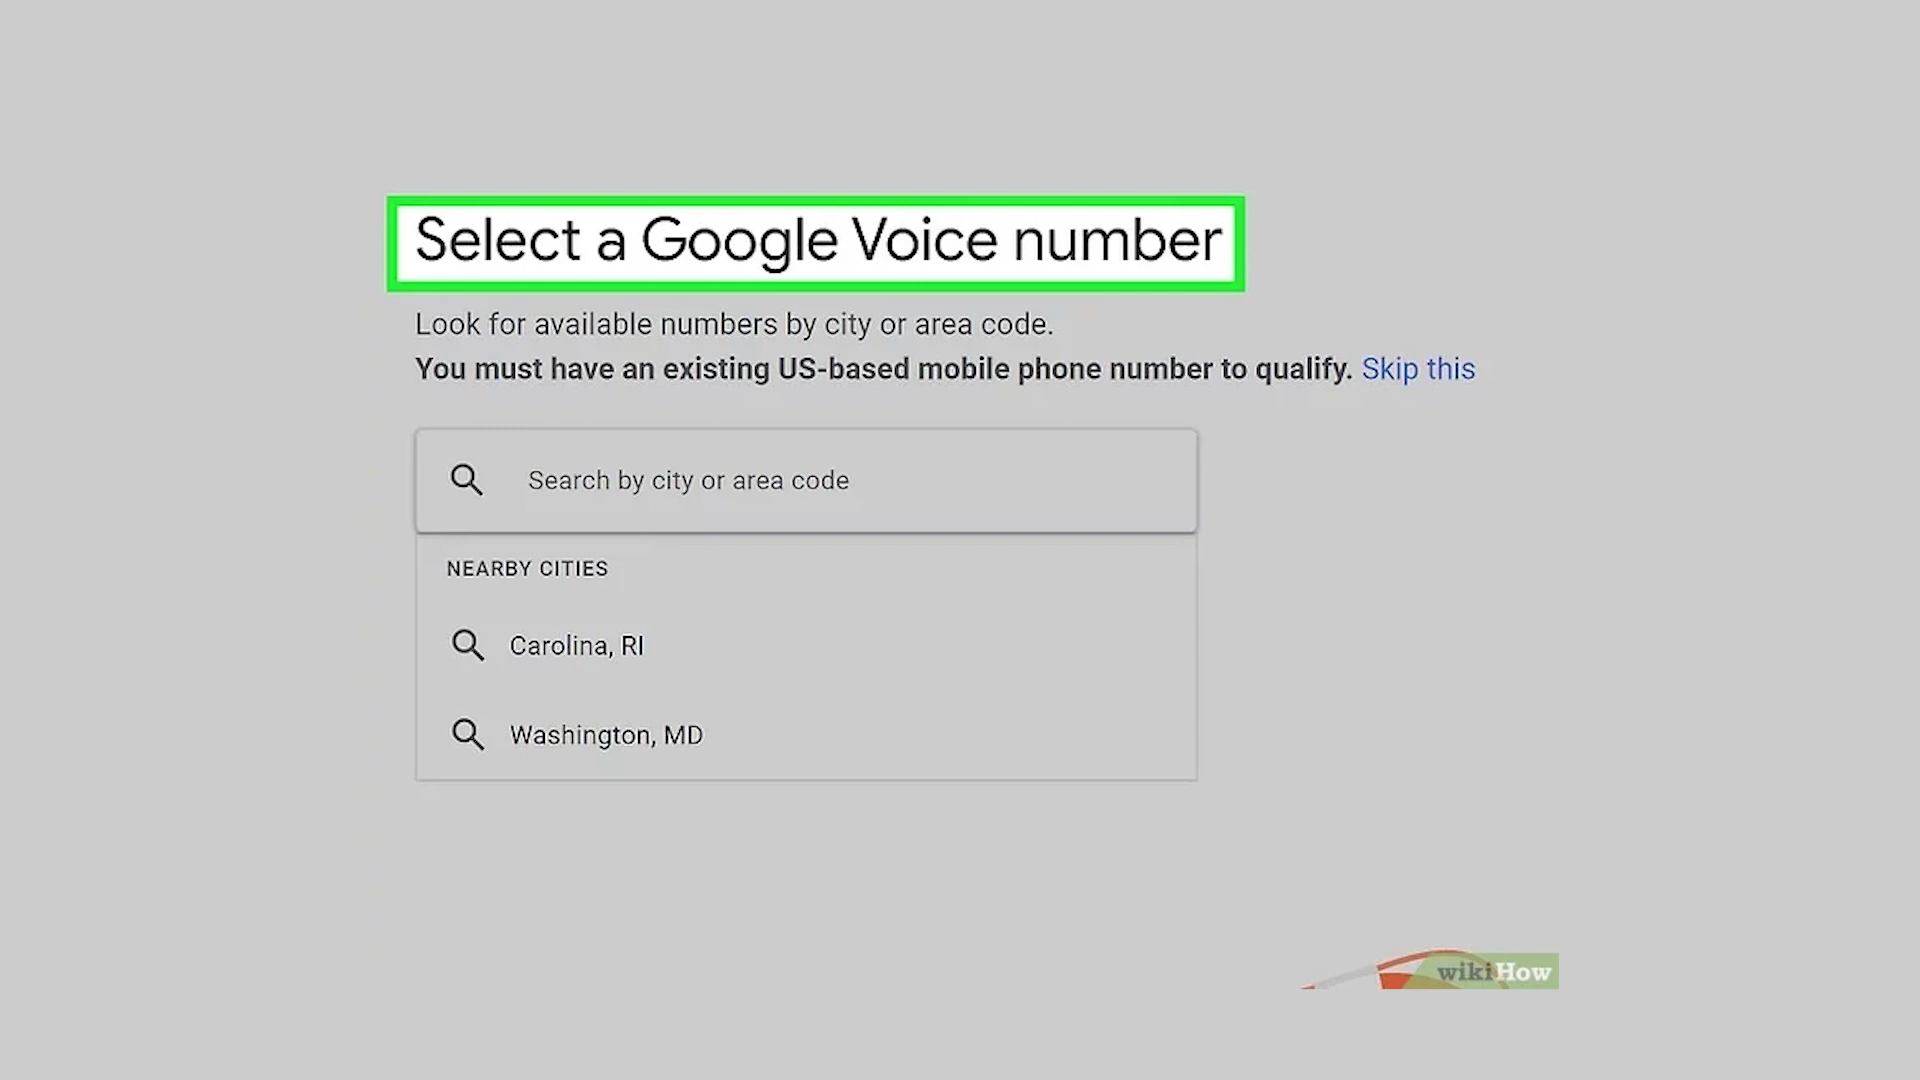 Select a Google Voice number
Look for available numbers by city or area code.
You must have an existing US-based mobile phone number to qualify. Skip this
Search by city or area code
NEARBY CITIES
Carolina, RI
Washington, MD
wikiHow